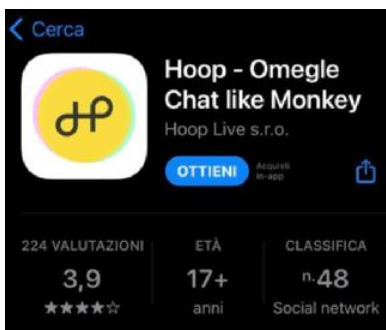 Cerca
Hoop - Omegle
Chat like Monkey
Hoop Live s.r.o.
OTTIENI
Acquisti
in-app
224 VALUTAZIONI
ETÀ
CLASSIFICA
3,9
17+
n.48
anni
Social network